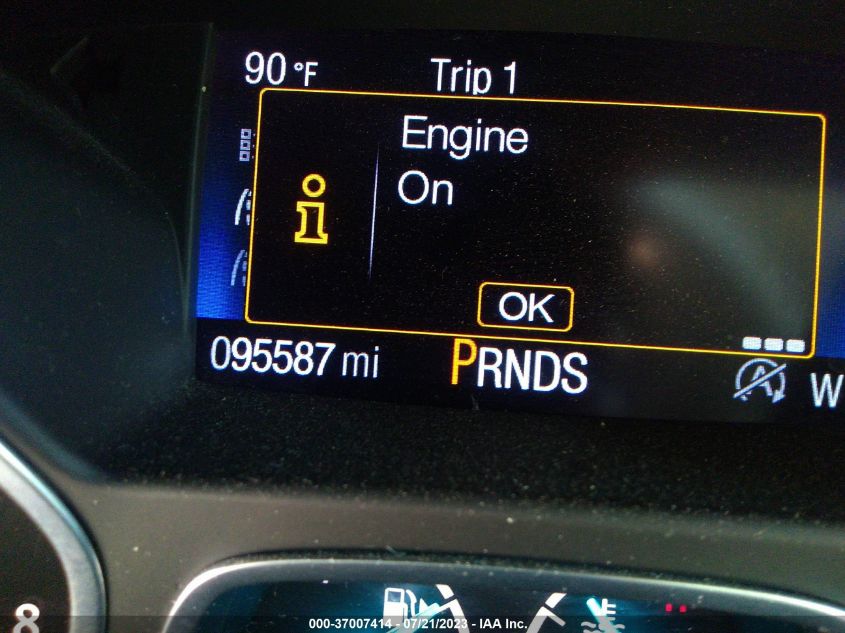 90 °F Trip 1
Engine
On
OK
095587 mi PRNDS A W
8
000-37007414 - 07/21/2023 - IAA Inc.